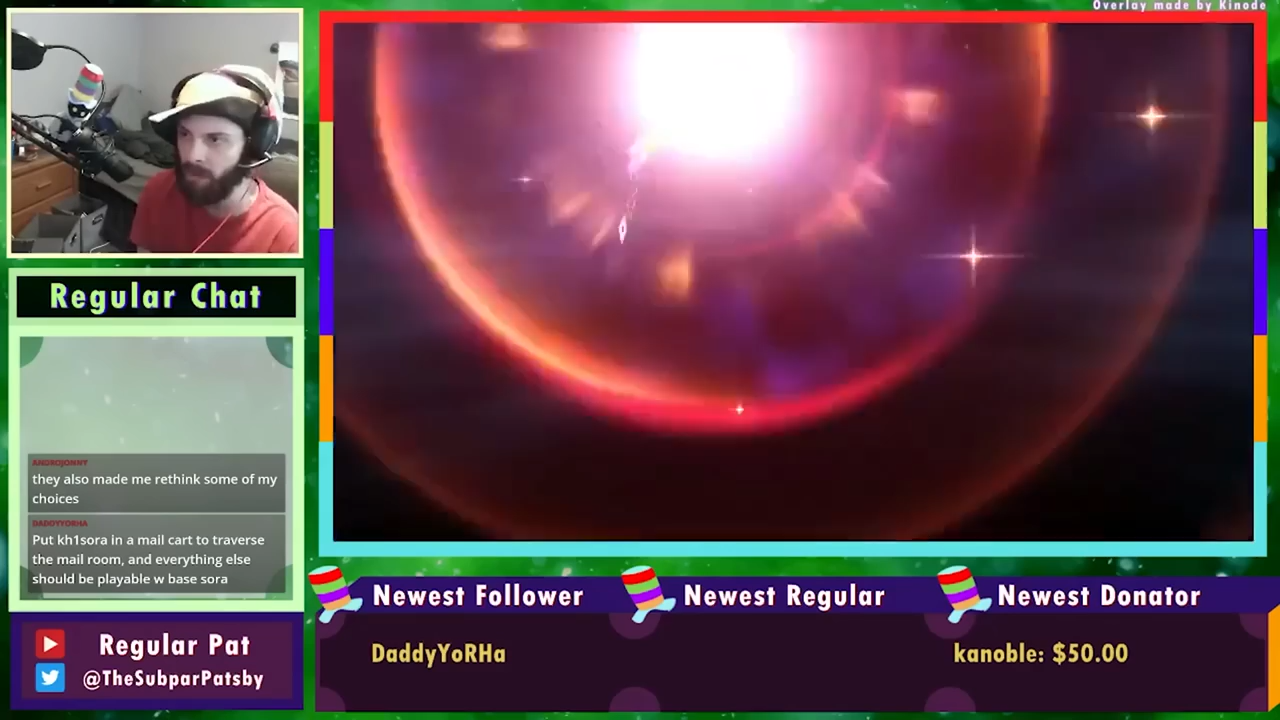 Overlay made by Kinode
Regular Chat
ANDROJONNY
they also made me rethink some of my
choices
DADDYYORHA
Put kh1sora in a mail cart to traverse
the mail room, and everything else
should be playable w base sora
Regular Pat
@TheSubparPatsby
Newest Follower
DaddyYoRHa
Newest Regular
Newest Donator
kanoble: $50.00